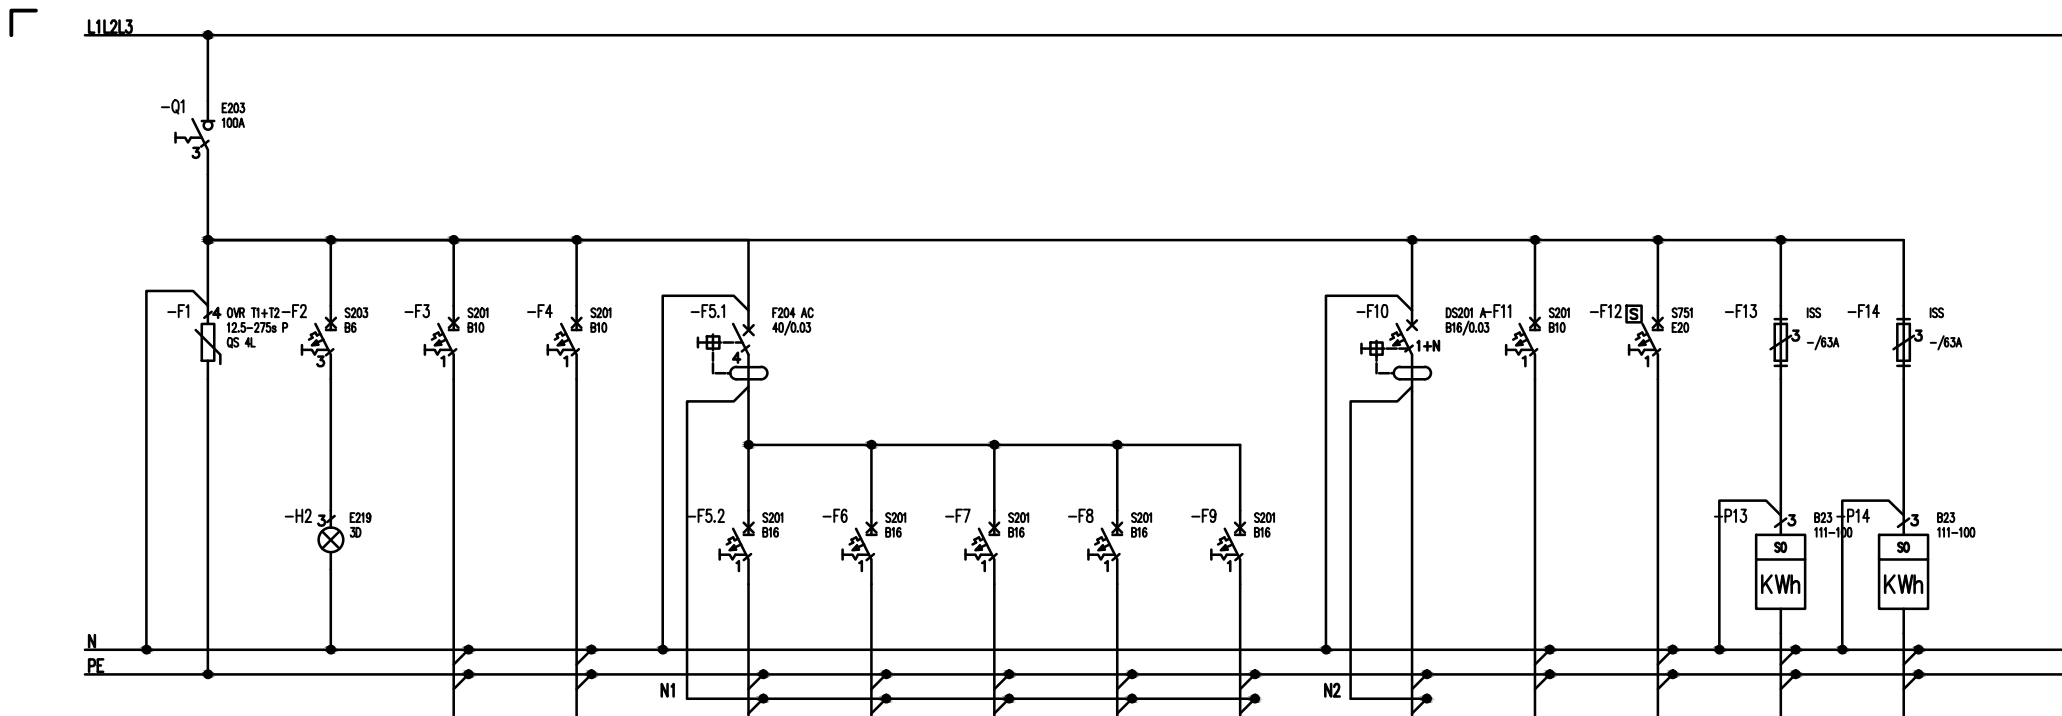 L1L2L3
-Q1
E203
100A
3
-F1
4
OVR T1+T2
12.5-275s P
QS 4L
-F2
S203
B6
3
-F3
S201
B10
1
-F4
S201
B10
1
-F5.1
F204 AC
40/0.03
4
-F10
DS201 A
B16/0.03
1+N
-F11
S201
B10
1
-F12
S
S751
E20
1
-F13
ISS
-/63A
3
-F14
ISS
-/63A
3
-H2
3
E219
3D
-F5.2
S201
B16
1
-F6
S201
B16
1
-F7
S201
B16
1
-F8
S201
B16
1
-F9
S201
B16
1
-P13
3
B23
111-100
S0
KWh
-P14
3
B23
111-100
S0
KWh
N
PE
N1
N2